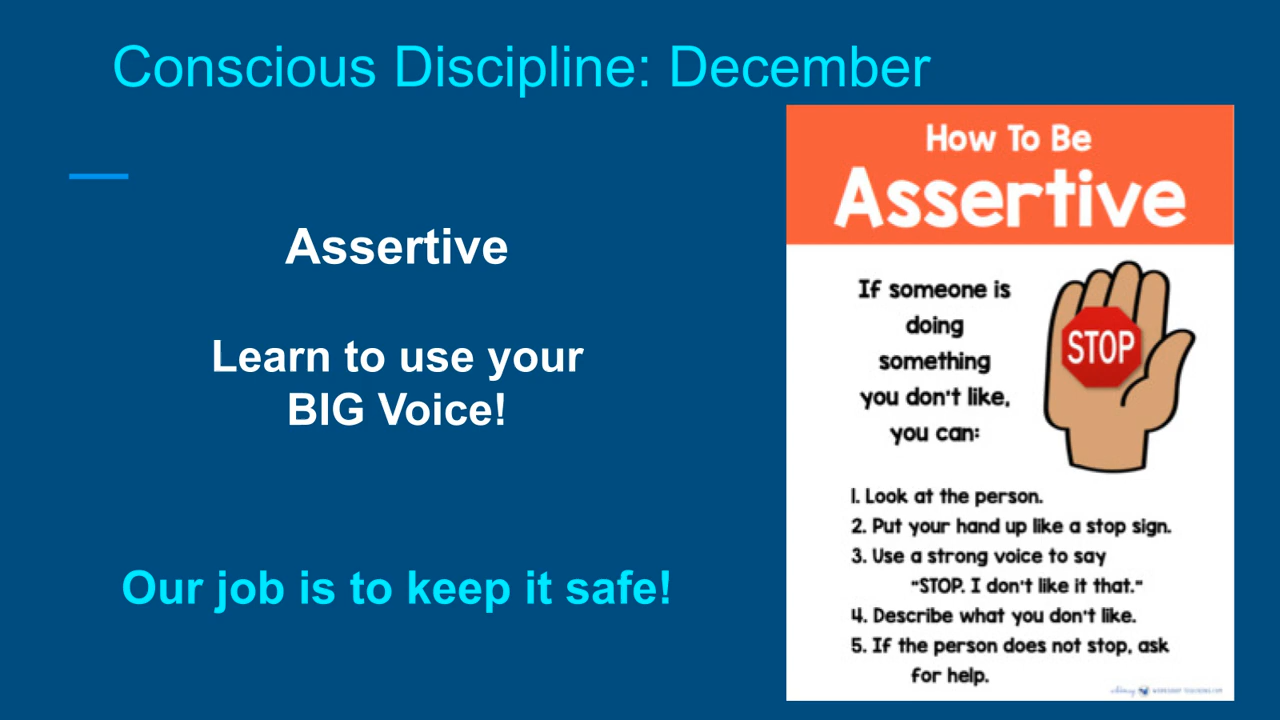 Conscious Discipline: December
Assertive
Learn to use your
BIG Voice!
Our job is to keep it safe!
How To Be
Assertive
If someone is
doing
something
you don't like,
you can:
STOP
1. Look at the person.
2. Put your hand up like a stop sign.
3. Use a strong voice to say
"STOP. I don't like it that."
4. Describe what you don't like.
5. If the person does not stop, ask
for help.